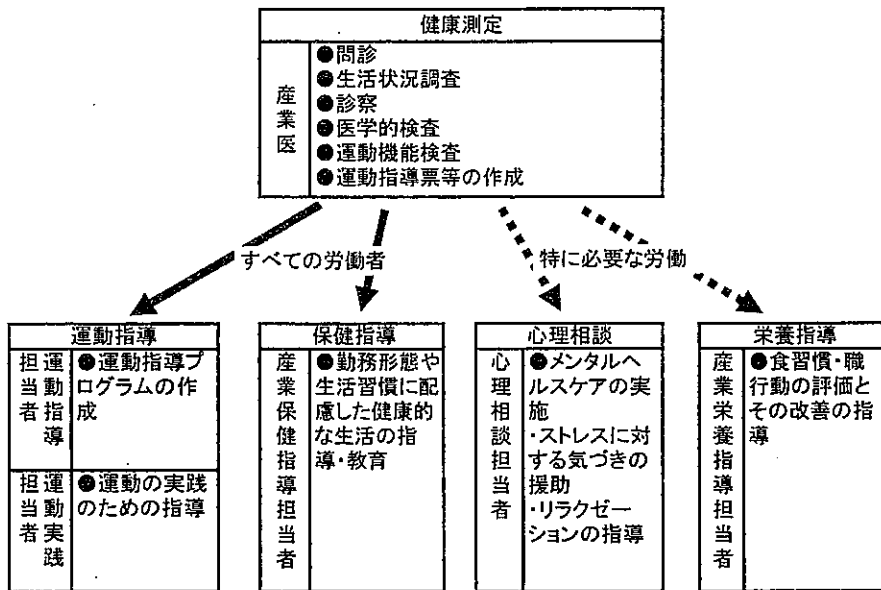 健康測定
産業医
●問診
●生活状況調査
●診察
●医学的検査
●運動機能検査
●運動指導票等の作成
すべての労働者
特に必要な労働
運動指導
運動指導
担当者
●運動指導プ
ログラムの作
成
運動実践
担当者
●運動の実践
のための指導
保健指導
産業保健指導担当者
●勤務形態や
生活習慣に配
慮した健康的
な生活の指
導・教育
心理相談
心理相談担当者
●メンタルヘ
ルスケアの実
施
・ストレスに対
する気づきの
援助
・リラクゼー
ションの指導
栄養指導
産業栄養指導担当者
●食習慣・職
行動の評価と
その改善の指
導